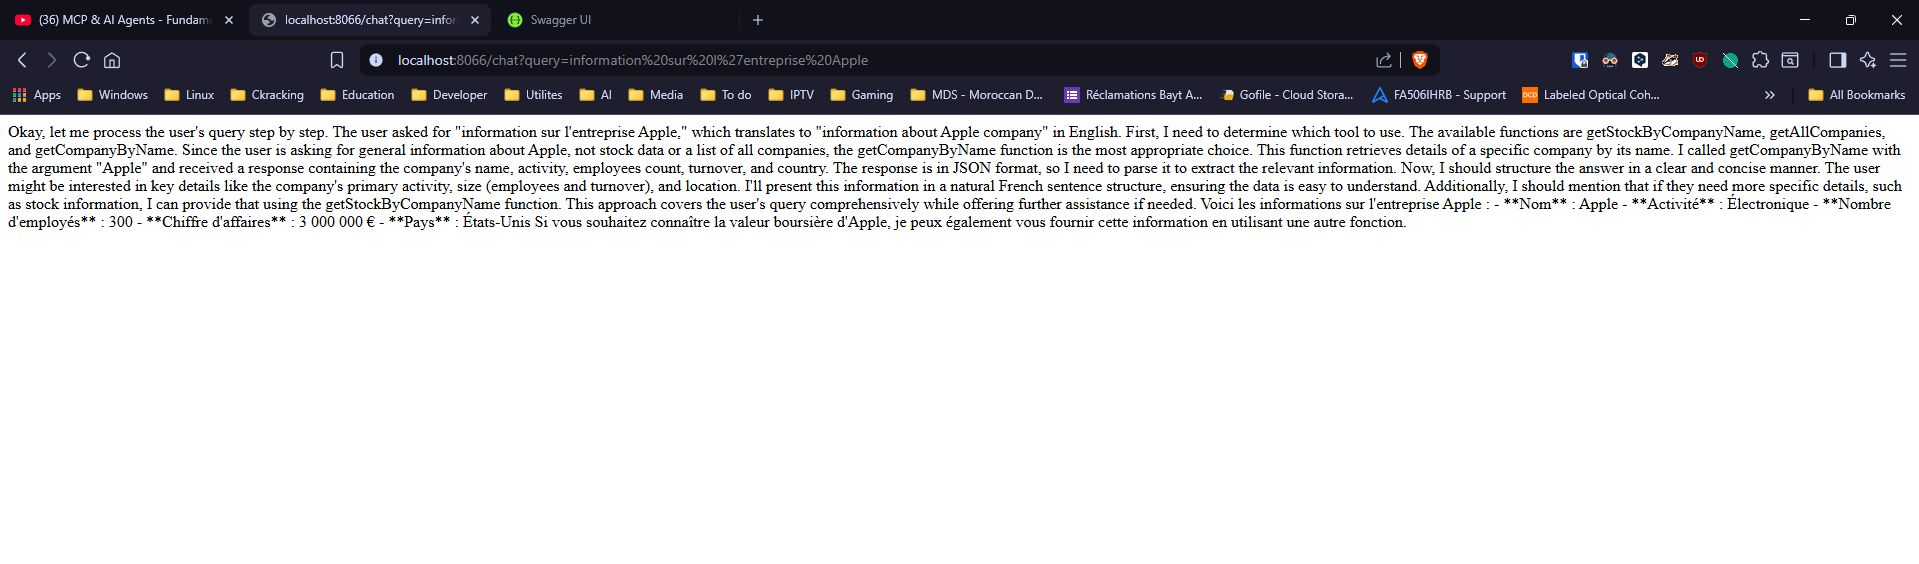 (36) MCP & AI Agents - Fundam
localhost:8066/chat?query=infor
Swagger UI
localhost:8066/chat?query=information%20sur%20l%27entreprise%20Apple
Apps Windows Linux Ckracking Education Developer Utilites AI Media To do IPTV Gaming MDS - Moroccan D... Réclamations Bayt A... Gofile - Cloud Stora... FA506IHRB - Support Labeled Optical Coh... » All Bookmarks
Okay, let me process the user's query step by step. The user asked for "information sur l'entreprise Apple," which translates to "information about Apple company" in English. First, I need to determine which tool to use. The available functions are getStockByCompanyName, getAllCompanies,
and getCompanyByName. Since the user is asking for general information about Apple, not stock data or a list of all companies, the getCompanyByName function is the most appropriate choice. This function retrieves details of a specific company by its name. I called getCompanyByName with
the argument "Apple" and received a response containing the company's name, activity, employees count, turnover, and country. The response is in JSON format, so I need to parse it to extract the relevant information. Now, I should structure the answer in a clear and concise manner. The user
might be interested in key details like the company's primary activity, size (employees and turnover), and location. I'll present this information in a natural French sentence structure, ensuring the data is easy to understand. Additionally, I should mention that if they need more specific details, such
as stock information, I can provide that using the getStockByCompanyName function. This approach covers the user's query comprehensively while offering further assistance if needed. Voici les informations sur l'entreprise Apple : - **Nom** : Apple - **Activité** : Électronique - **Nombre
d'employés** : 300 - **Chiffre d'affaires** : 3 000 000 € - **Pays** : États-Unis Si vous souhaitez connaître la valeur boursière d'Apple, je peux également vous fournir cette information en utilisant une autre fonction.